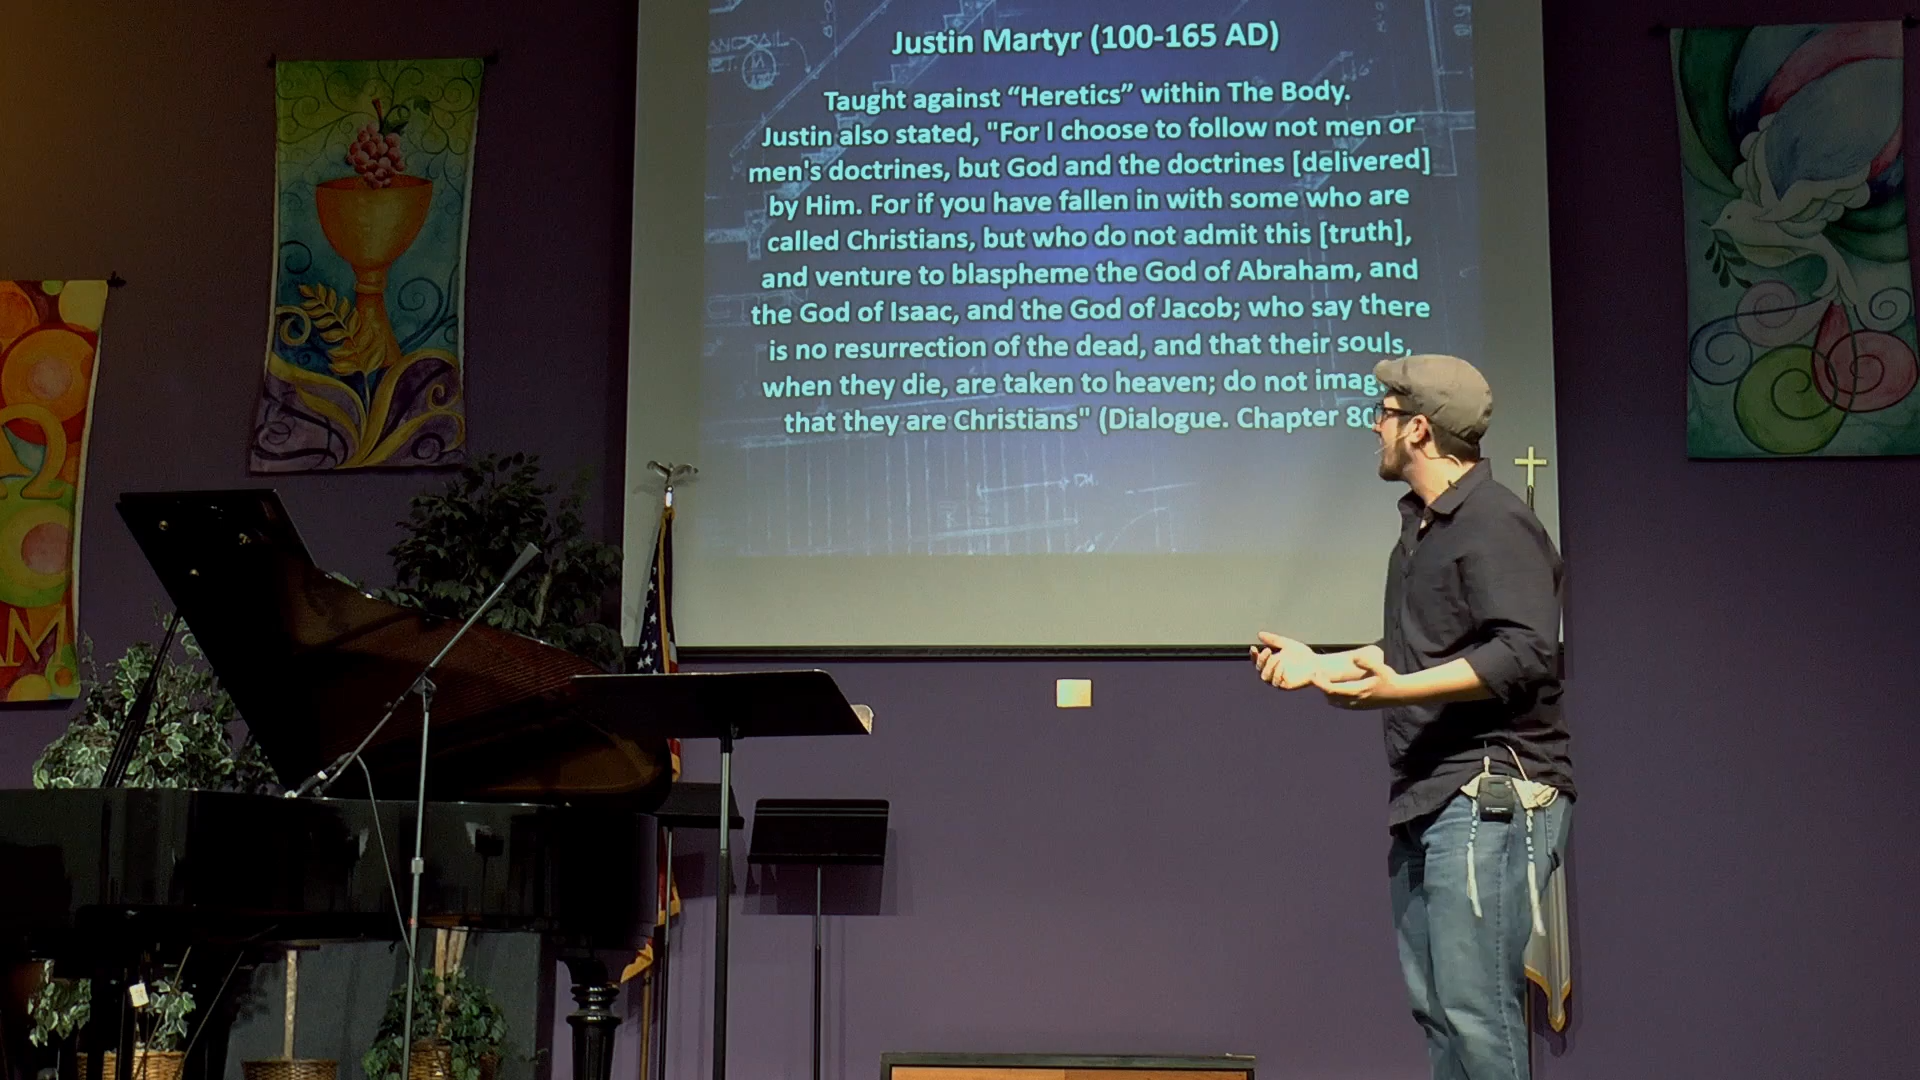 Justin Martyr (100-165 AD)
Taught against “Heretics” within The Body.
Justin also stated, "For I choose to follow not men or
men's doctrines, but God and the doctrines [delivered]
by Him. For if you have fallen in with some who are
called Christians, but who do not admit this [truth],
and venture to blaspheme the God of Abraham, and
the God of Isaac, and the God of Jacob; who say there
is no resurrection of the dead, and that their souls,
when they die, are taken to heaven; do not
that they are Christians" (Dialogue. Chapter 80